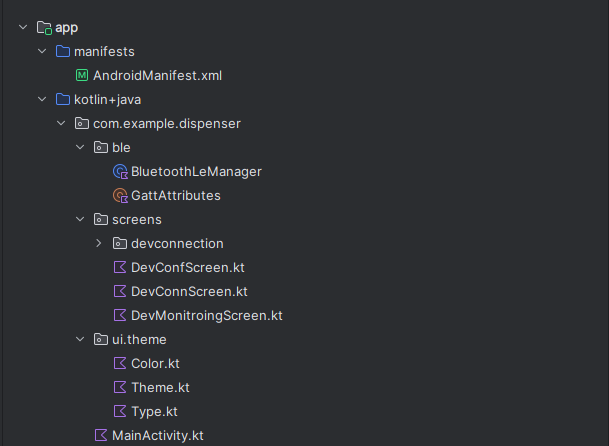 app
manifests
M AndroidManifest.xml
kotlin+java
com.example.dispenser
ble
BluetoothLeManager
GattAttributes
screens
devconnection
DevConfScreen.kt
DevConnScreen.kt
DevMonitroingScreen.kt
ui.theme
Color.kt
Theme.kt
Type.kt
MainActivity.kt